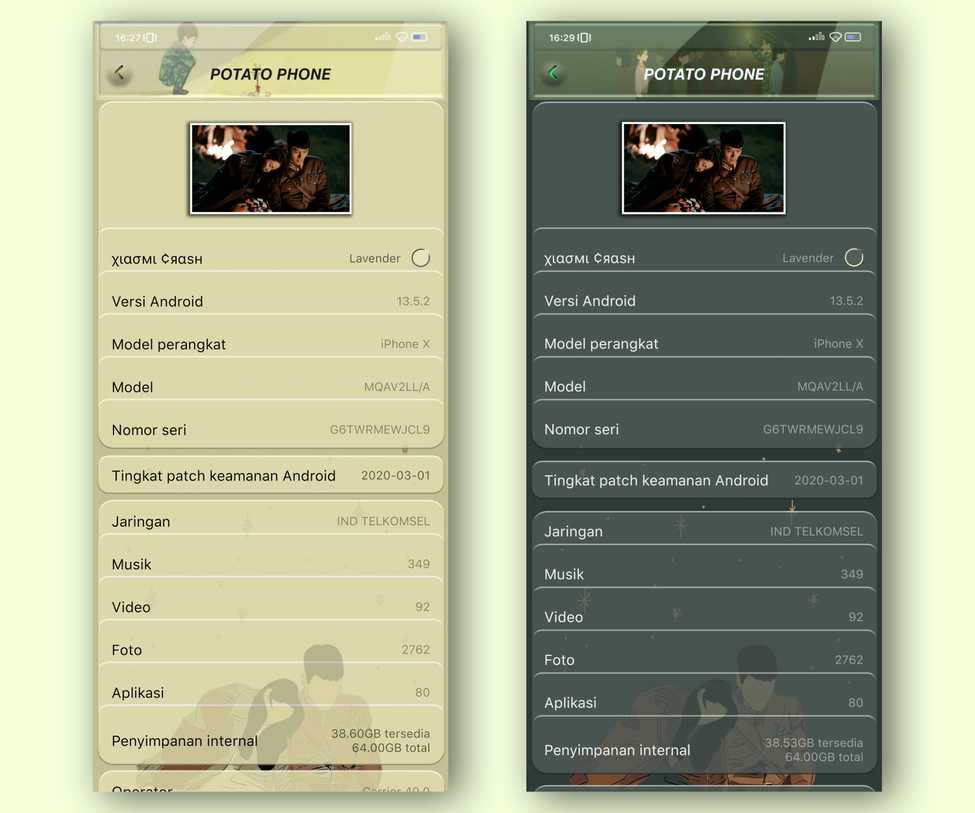 16:27
POTATO PHONE
χιασмι ¢яαѕн Lavender
Versi Android 13.5.2
Model perangkat iPhone X
Model MQAV2LL/A
Nomor seri G6TWRMEWJCL9
Tingkat patch keamanan Android 2020-03-01
Jaringan IND TELKOMSEL
Musik 349
Video 92
Foto 2762
Aplikasi 80
Penyimpanan internal 38.60GB tersedia
64.00GB total
Operator Carrier 40.0
16:29
POTATO PHONE
χιασмι ¢яαѕн Lavender
Versi Android 13.5.2
Model perangkat iPhone X
Model MQAV2LL/A
Nomor seri G6TWRMEWJCL9
Tingkat patch keamanan Android 2020-03-01
Jaringan IND TELKOMSEL
Musik 349
Video 92
Foto 2762
Aplikasi 80
Penyimpanan internal 38.53GB tersedia
64.00GB total